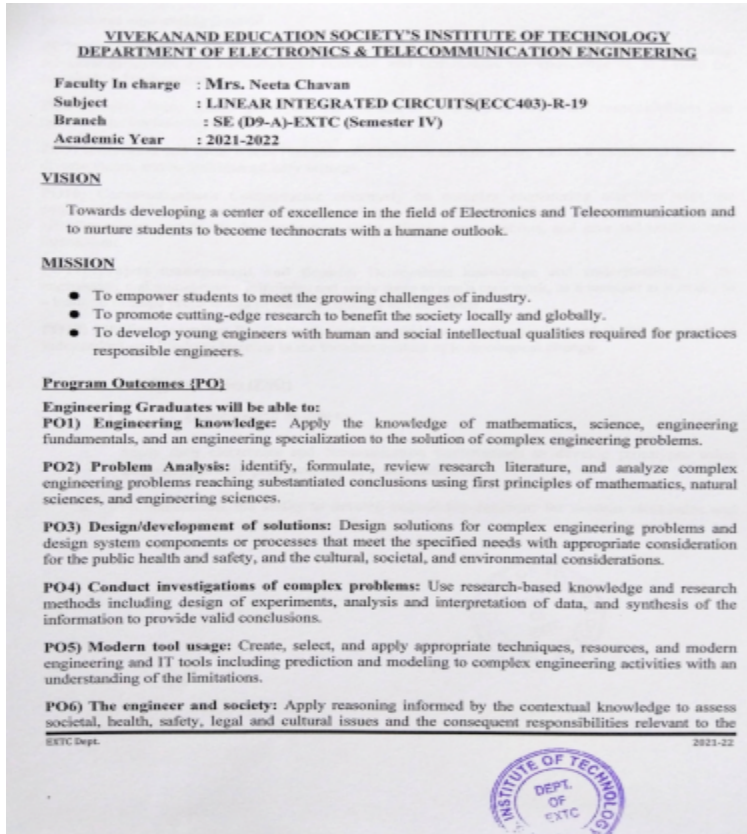 VIVEKANAND EDUCATION SOCIETY'S INSTITUTE OF TECHNOLOGY
DEPARTMENT OF ELECTRONICS & TELECOMMUNICATION ENGINEERING
Faculty In charge : Mrs. Neeta Chavan
Subject : LINEAR INTEGRATED CIRCUITS(ECC403)-R-19
Branch : SE (D9-A)-EXTC (Semester IV)
Academic Year : 2021-2022
VISION
Towards developing a center of excellence in the field of Electronics and Telecommunication and
to nurture students to become technocrats with a humane outlook.
MISSION
● To empower students to meet the growing challenges of industry.
● To promote cutting-edge research to benefit the society locally and globally.
● To develop young engineers with human and social intellectual qualities required for practices
responsible engineers.
Program Outcomes {PO}
Engineering Graduates will be able to:
PO1) Engineering knowledge: Apply the knowledge of mathematics, science, engineering
fundamentals, and an engineering specialization to the solution of complex engineering problems.
PO2) Problem Analysis: identify, formulate, review research literature, and analyze complex
engineering problems reaching substantiated conclusions using first principles of mathematics, natural
sciences, and engineering sciences.
PO3) Design/development of solutions: Design solutions for complex engineering problems and
design system components or processes that meet the specified needs with appropriate consideration
for the public health and safety, and the cultural, societal, and environmental considerations.
PO4) Conduct investigations of complex problems: Use research-based knowledge and research
methods including design of experiments, analysis and interpretation of data, and synthesis of the
information to provide valid conclusions.
PO5) Modern tool usage: Create, select, and apply appropriate techniques, resources, and modern
engineering and IT tools including prediction and modeling to complex engineering activities with an
understanding of the limitations.
PO6) The engineer and society: Apply reasoning informed by the contextual knowledge to assess
societal, health, safety, legal and cultural issues and the consequent responsibilities relevant to the
EXTC Dept. 2021-22
INSTITUTE OF TECHNOLOG
DEPT.
OF
EXTC